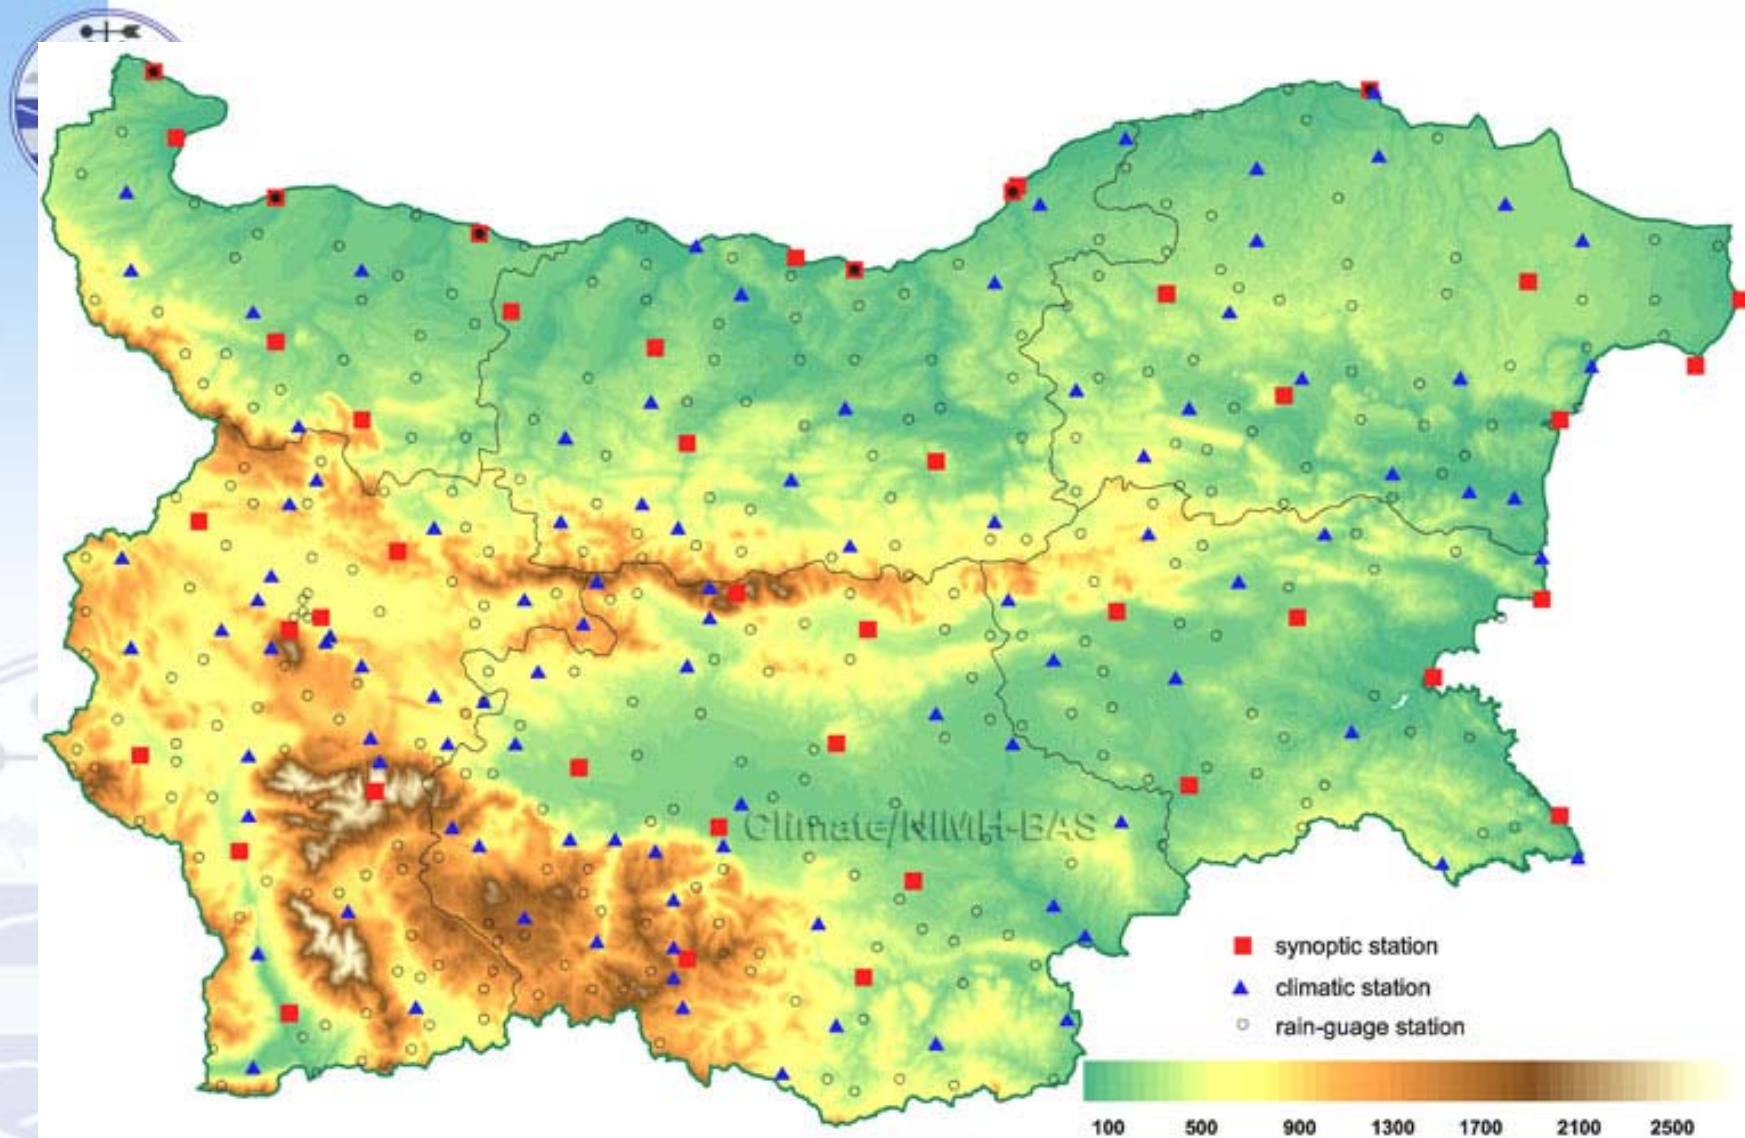 Climate/NIMH-BAS
synoptic station
climatic station
rain-guage station
100 500 900 1300 1700 2100 2500